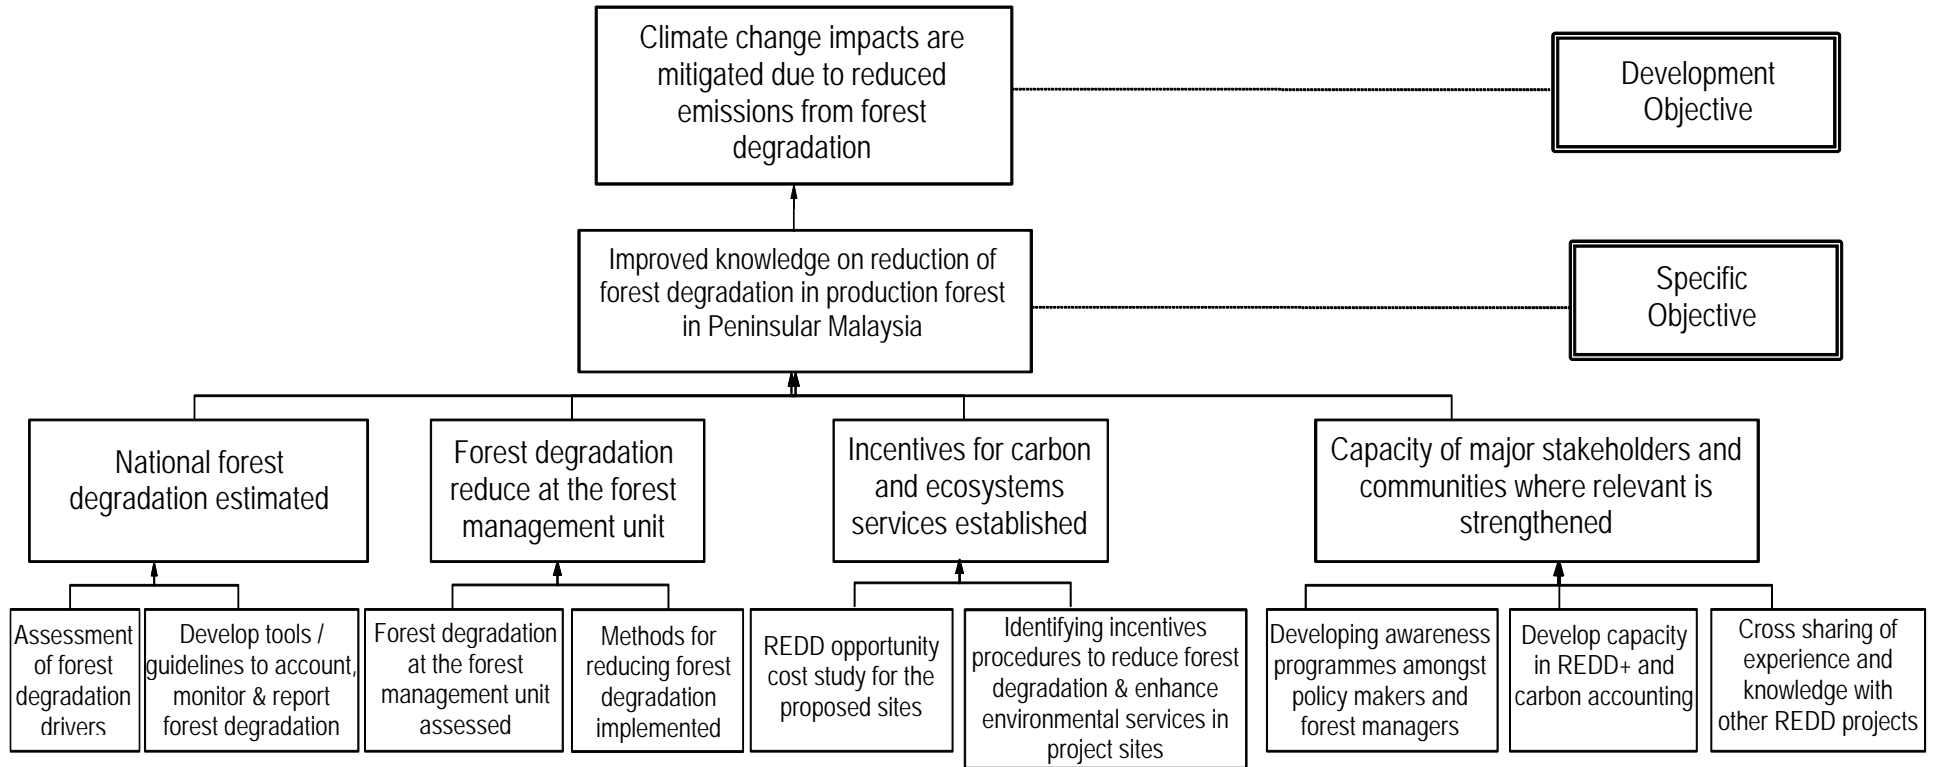 Climate change impacts are
mitigated due to reduced
emissions from forest
degradation
Development
Objective
Improved knowledge on reduction of
forest degradation in production forest
in Peninsular Malaysia
Specific
Objective
National forest
degradation estimated
Forest degradation
reduce at the forest
management unit
Incentives for carbon
and ecosystems
services established
Capacity of major stakeholders and
communities where relevant is
strengthened
Assessment
of forest
degradation
drivers
Develop tools /
guidelines to account,
monitor & report
forest degradation
Forest degradation
at the forest
management unit
assessed
Methods for
reducing forest
degradation
implemented
REDD opportunity
cost study for the
proposed sites
Identifying incentives
procedures to reduce forest
degradation & enhance
environmental services in
project sites
Developing awareness
programmes amongst
policy makers and
forest managers
Develop capacity
in REDD+ and
carbon accounting
Cross sharing of
experience and
knowledge with
other REDD projects